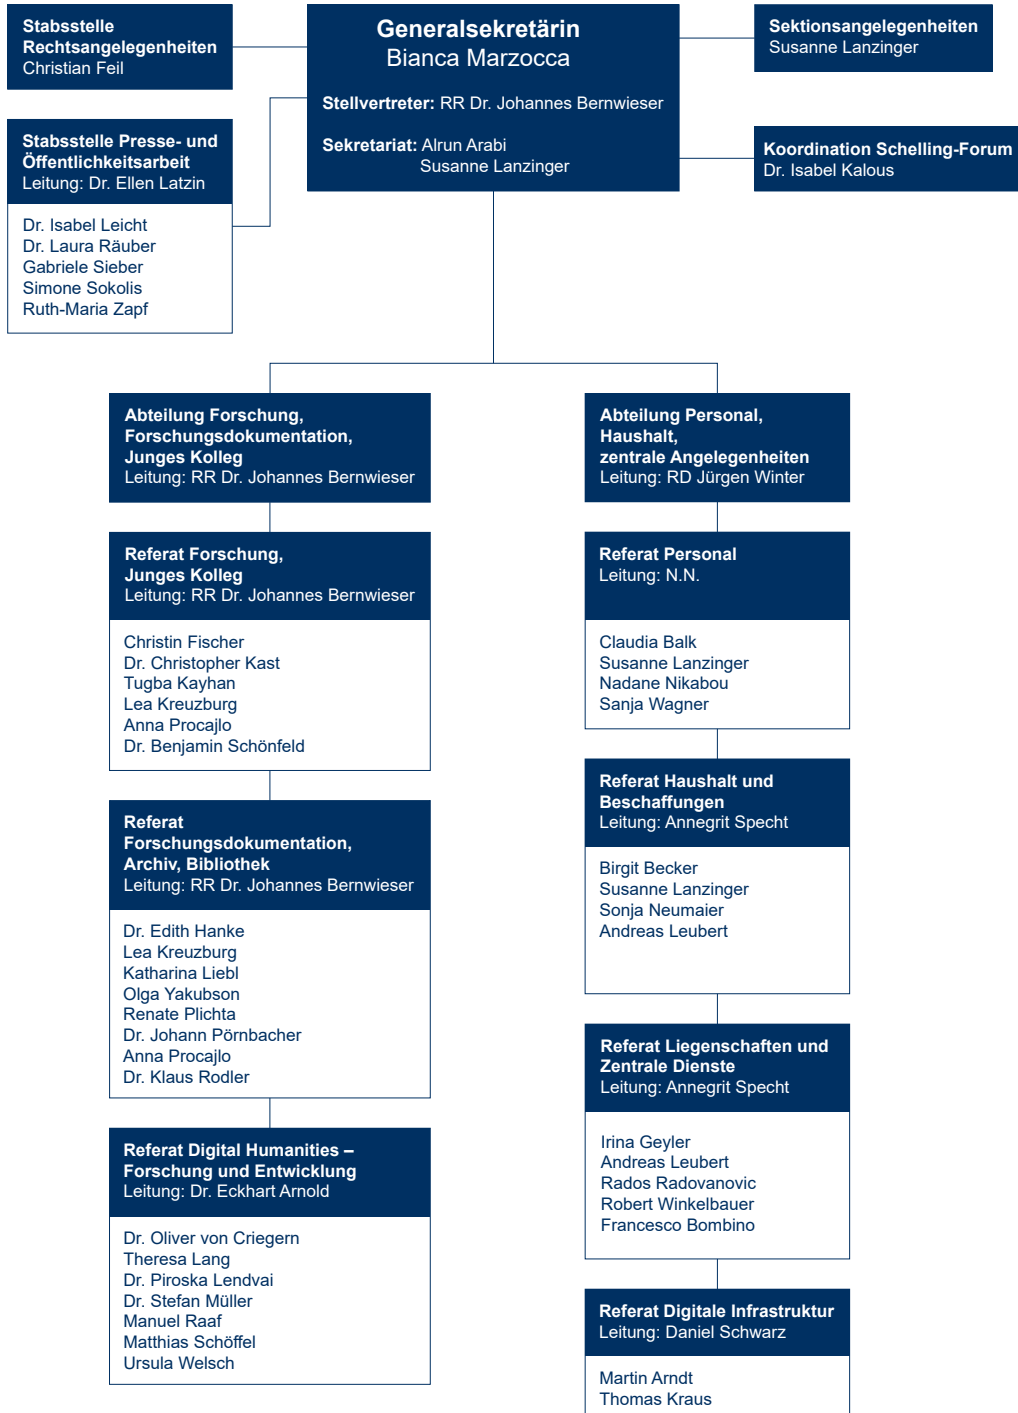 Stabsstelle
Rechtsangelegenheiten
Christian Feil
Generalsekretärin
Bianca Marzocca
Stellvertreter: RR Dr. Johannes Bernwieser
Sekretariat: Alrun Arabi
Susanne Lanzinger
Sektionsangelegenheiten
Susanne Lanzinger
Stabsstelle Presse- und
Öffentlichkeitsarbeit
Leitung: Dr. Ellen Latzin
Dr. Isabel Leicht
Dr. Laura Räuber
Gabriele Sieber
Simone Sokolis
Ruth-Maria Zapf
Koordination Schelling-Forum
Dr. Isabel Kalous
Abteilung Forschung,
Forschungsdokumentation,
Junges Kolleg
Leitung: RR Dr. Johannes Bernwieser
Referat Forschung,
Junges Kolleg
Leitung: RR Dr. Johannes Bernwieser
Christin Fischer
Dr. Christopher Kast
Tugba Kayhan
Lea Kreuzburg
Anna Procajlo
Dr. Benjamin Schönfeld
Referat
Forschungsdokumentation,
Archiv, Bibliothek
Leitung: RR Dr. Johannes Bernwieser
Dr. Edith Hanke
Lea Kreuzburg
Katharina Liebl
Olga Yakubson
Renate Plichta
Dr. Johann Pörnbacher
Anna Procajlo
Dr. Klaus Rodler
Referat Digital Humanities –
Forschung und Entwicklung
Leitung: Dr. Eckhart Arnold
Dr. Oliver von Criegern
Theresa Lang
Dr. Piroska Lendvai
Dr. Stefan Müller
Manuel Raaf
Matthias Schöffel
Ursula Welsch
Abteilung Personal,
Haushalt,
zentrale Angelegenheiten
Leitung: RD Jürgen Winter
Referat Personal
Leitung: N.N.
Claudia Balk
Susanne Lanzinger
Nadane Nikabou
Sanja Wagner
Referat Haushalt und
Beschaffungen
Leitung: Annegrit Specht
Birgit Becker
Susanne Lanzinger
Sonja Neumaier
Andreas Leubert
Referat Liegenschaften und
Zentrale Dienste
Leitung: Annegrit Specht
Irina Geyler
Andreas Leubert
Rados Radovanovic
Robert Winkelbauer
Francesco Bombino
Referat Digitale Infrastruktur
Leitung: Daniel Schwarz
Martin Arndt
Thomas Kraus